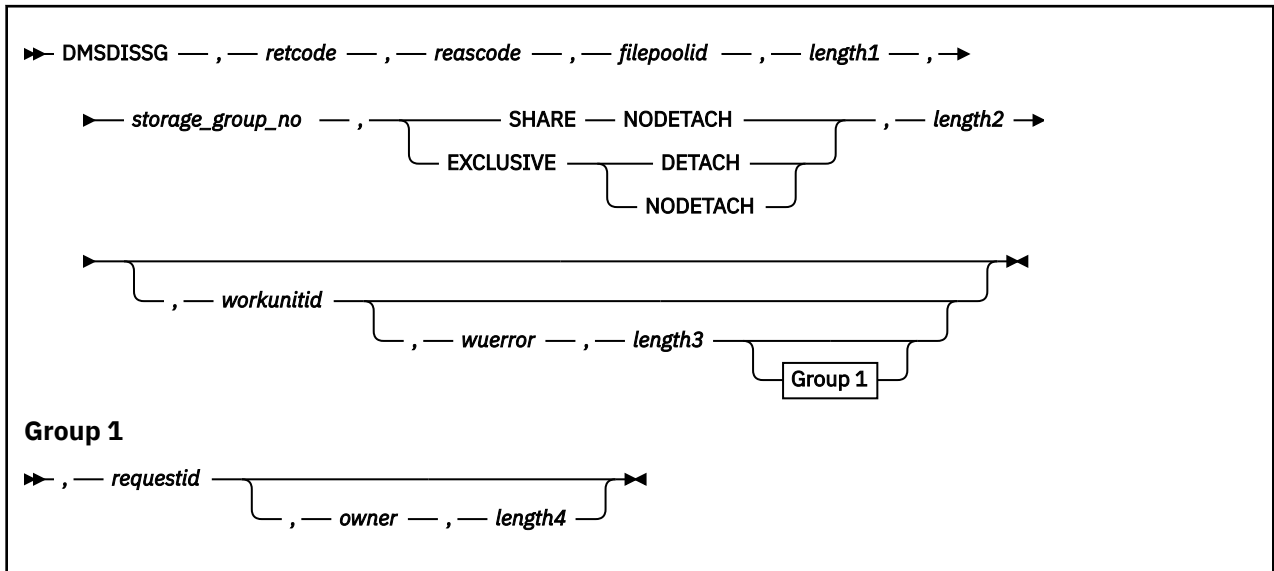 DMSDISSG , retcode , reascode , filepoolid , length1 ,
storage_group_no , SHARE NODETACH , length2
EXCLUSIVE DETACH
NODETACH
, workunitid
, wuerror , length3
Group 1
Group 1
, requestid
, owner , length4